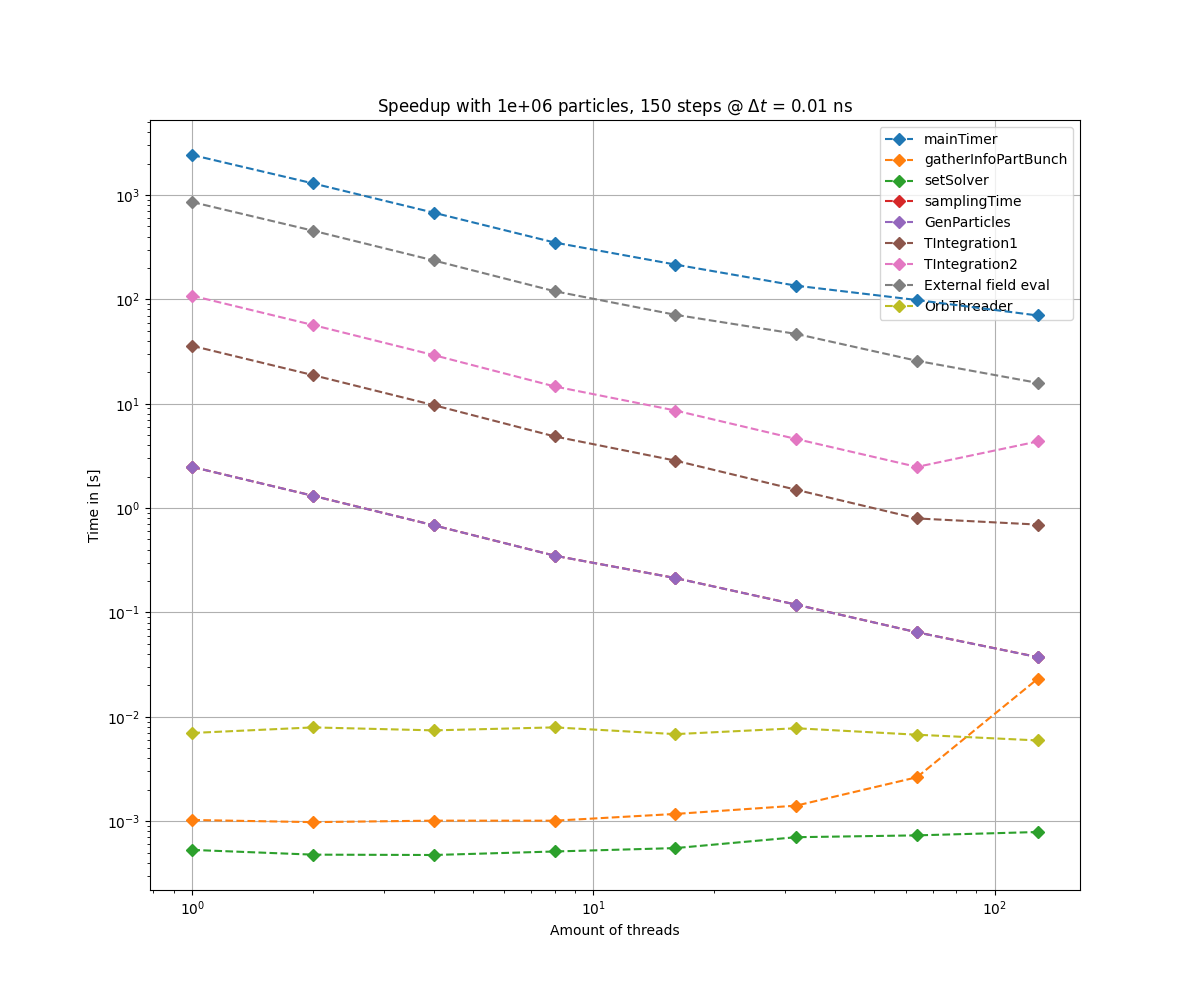 Speedup with 1e+06 particles, 150 steps @ Δt = 0.01 ns
mainTimer
gatherInfoPartBunch
setSolver
samplingTime
GenParticles
TIntegration1
TIntegration2
External field eval
OrbThreader
10³
10²
10¹
10⁰
10⁻¹
10⁻²
10⁻³
Time in [s]
10⁰ 10¹ 10²
Amount of threads